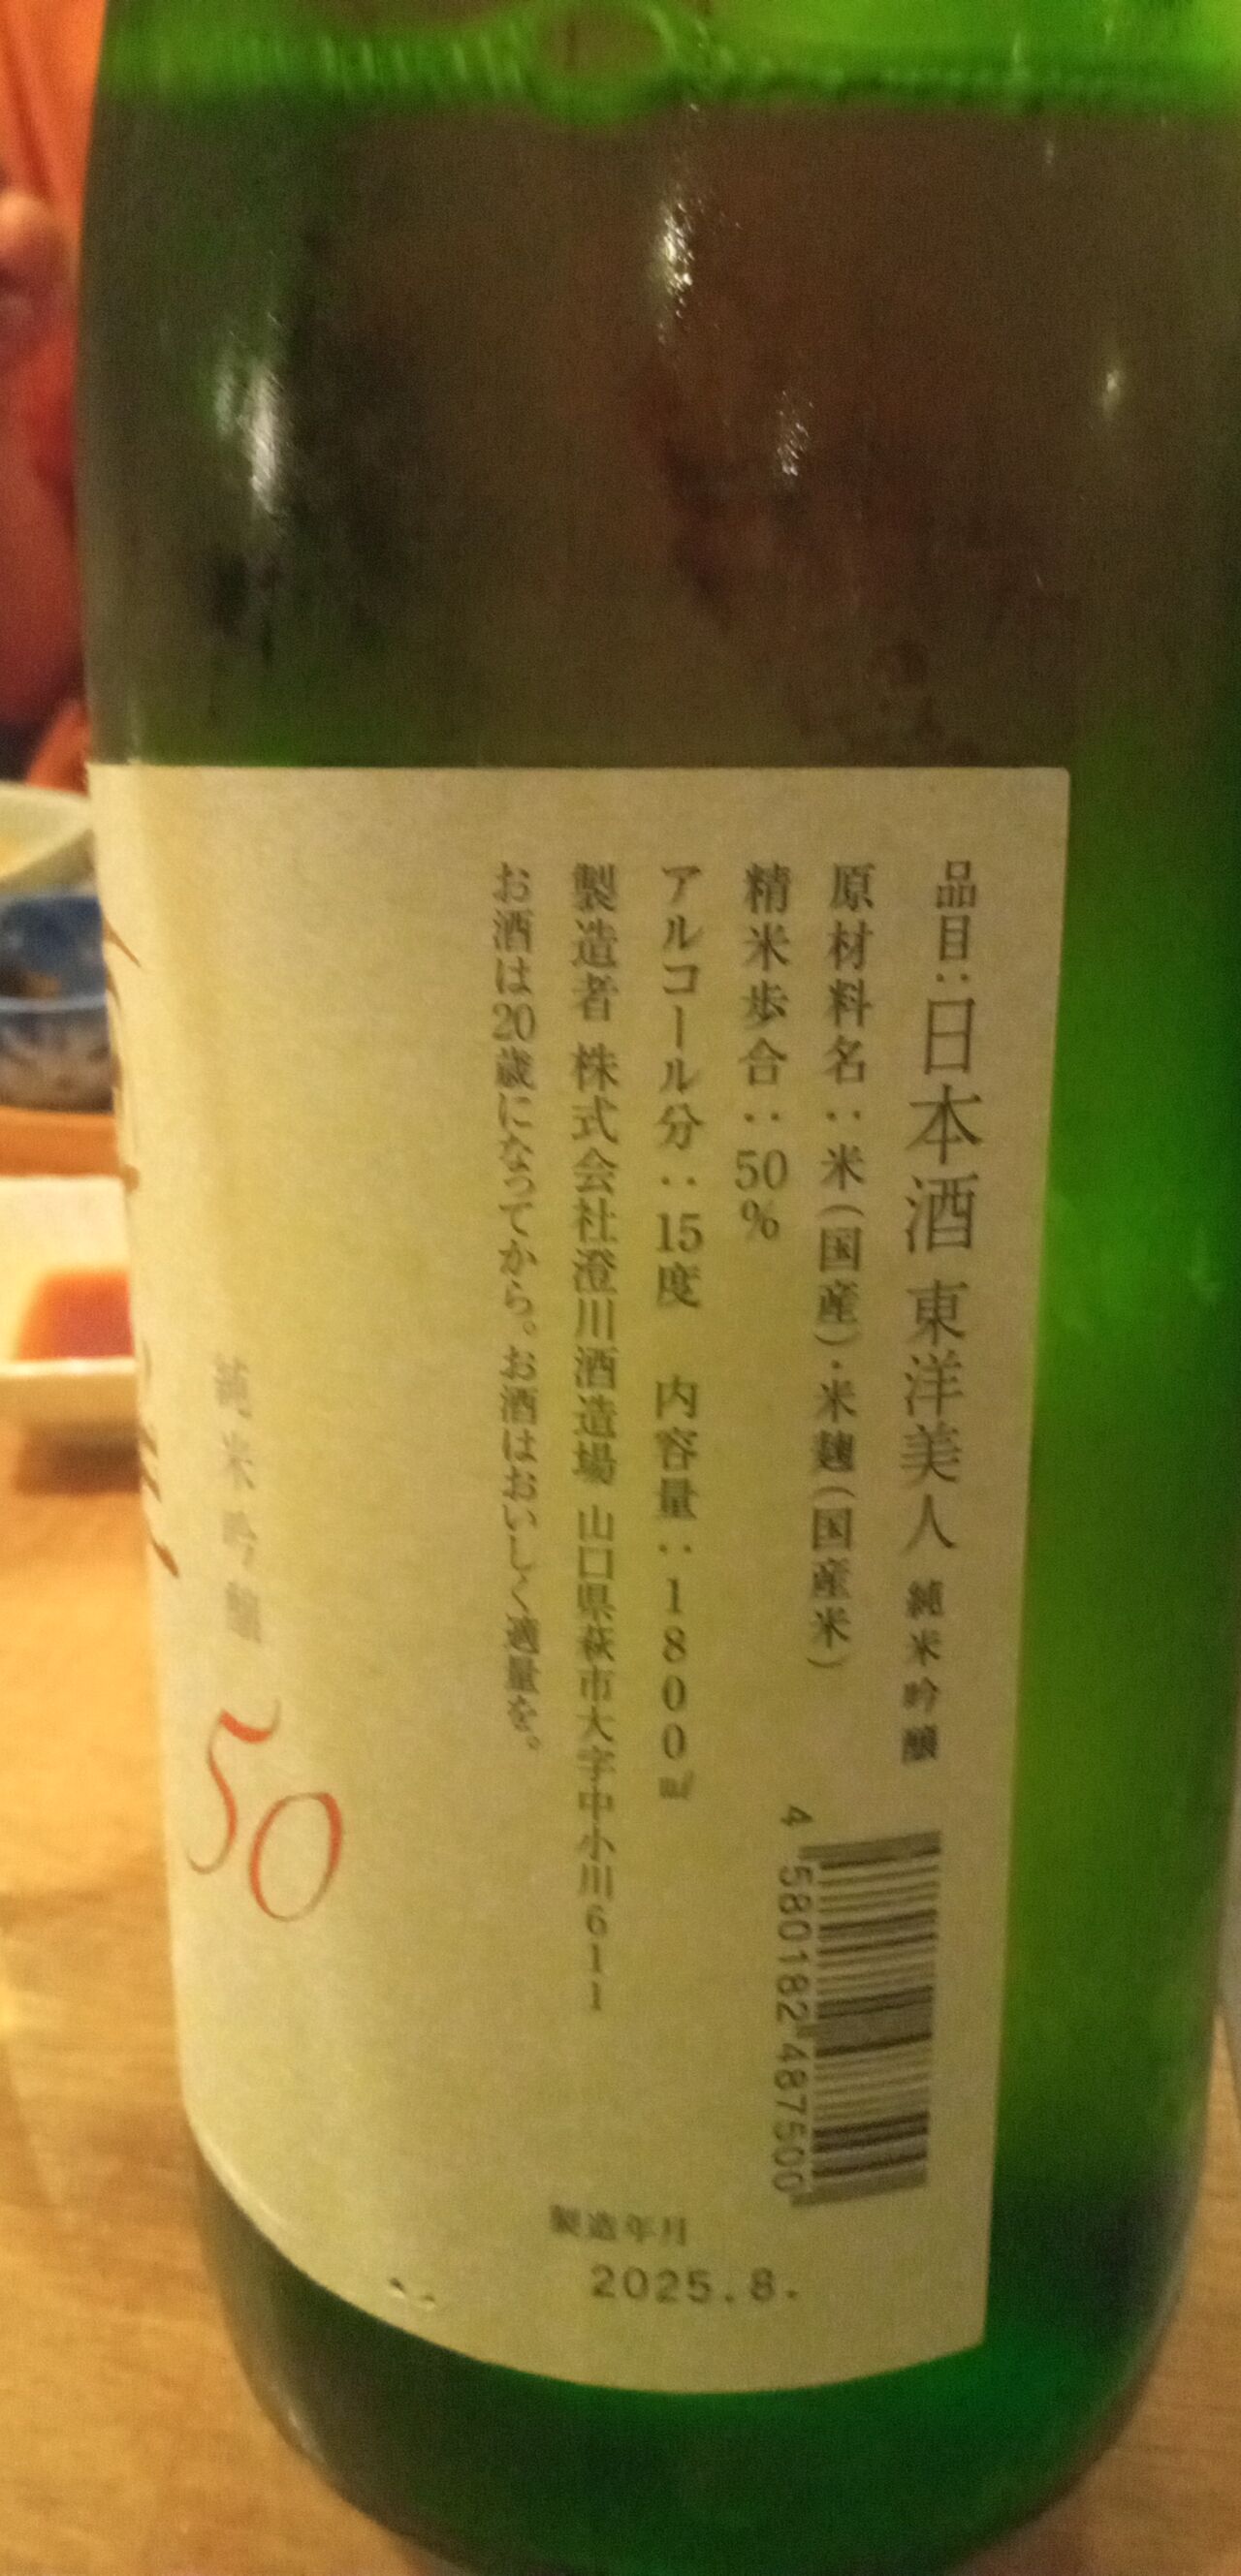 品目:日本酒 東洋美人 純米吟醸
原材料名:米(国産)・米麹(国産米)
精米歩合:50%
アルコール分:15度 内容量:1800㎖
製造者 株式会社澄川酒造場 山口県萩市大字中小川611
お酒は20歳になってから。お酒はおいしく適量を。
4 580182 487500
製造年月
2025.8.
純米吟醸
50